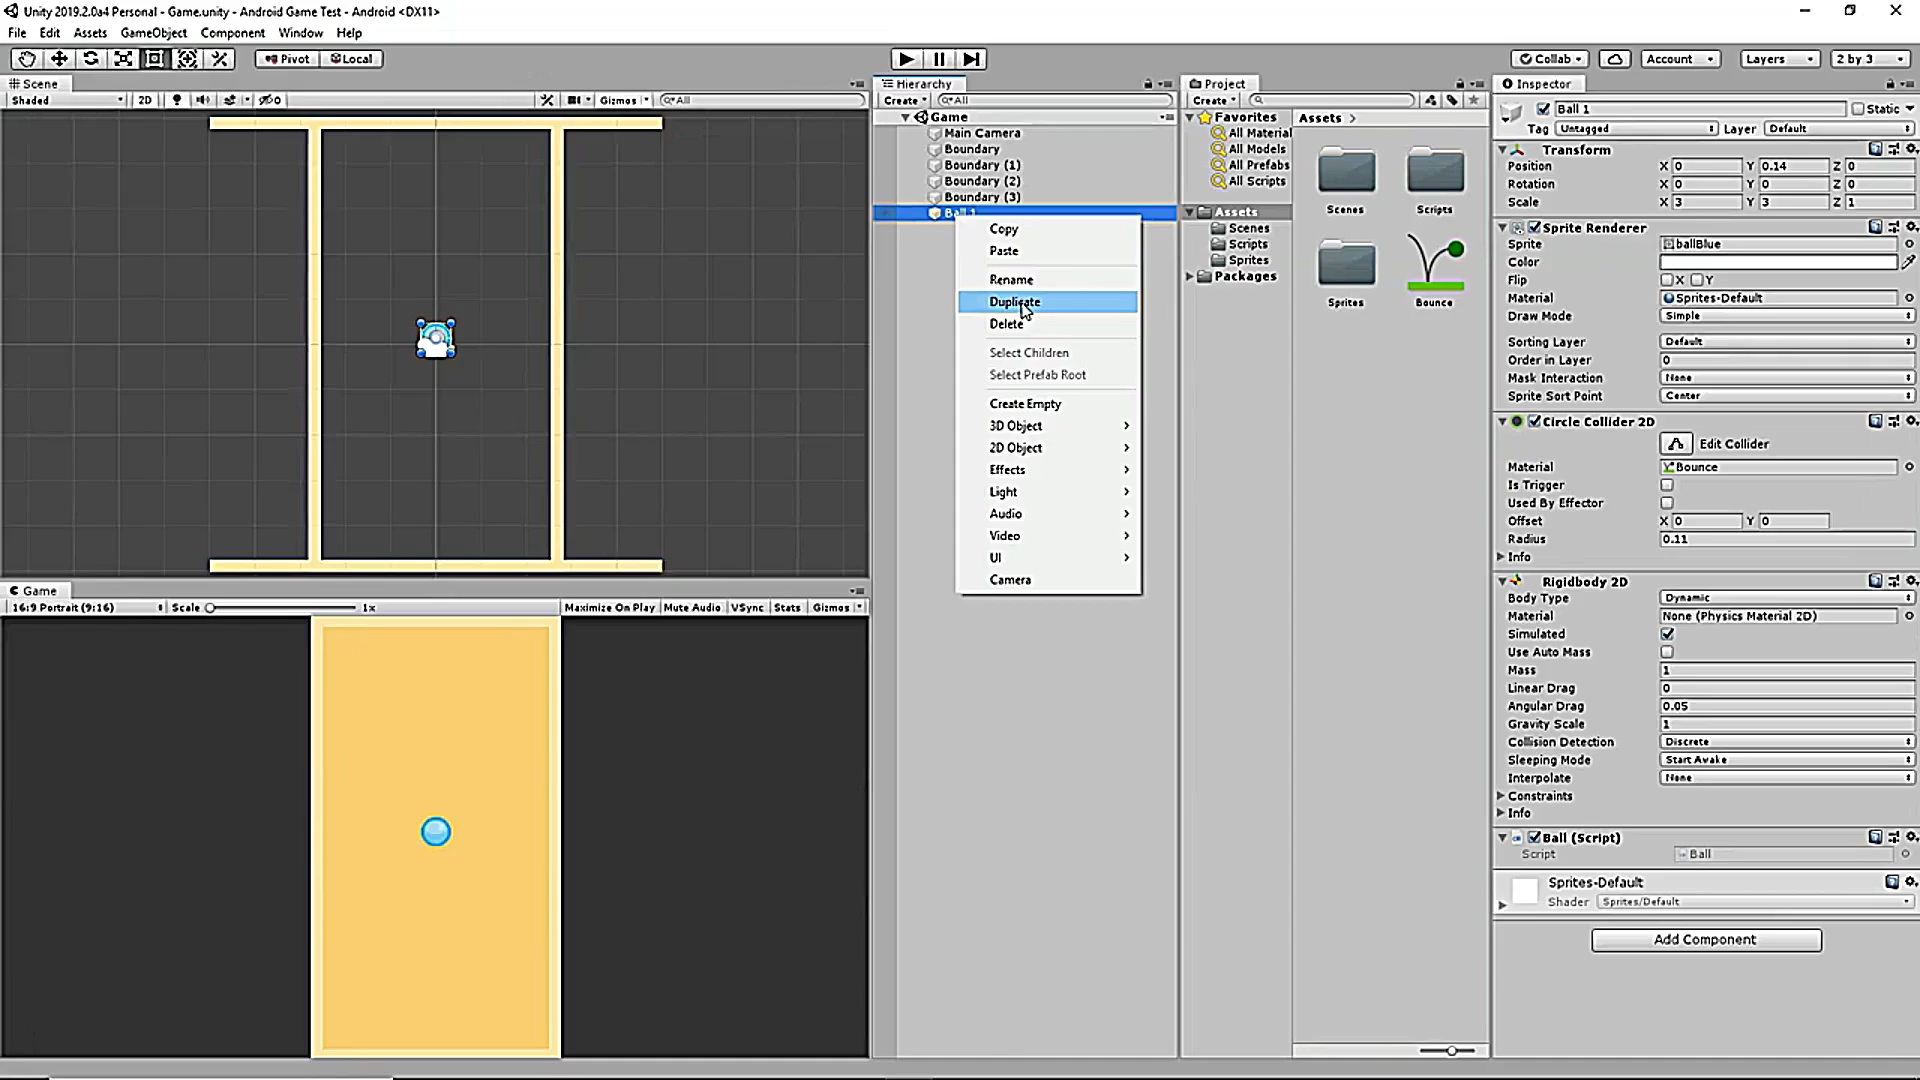 Unity 2019.2.0a4 Personal - Game.unity - Android Game Test - Android <DX11>
File Edit Assets GameObject Component Window Help
Pivot Local Collab Account Layers 2 by 3
Scene
Shaded 2D 0 Gizmos All
Hierarchy
Create All
Game
Main Camera
Boundary
Boundary (1)
Boundary (2)
Boundary (3)
Ball 1
Copy
Paste
Rename
Duplicate
Delete
Select Children
Select Prefab Root
Create Empty
3D Object
2D Object
Effects
Light
Audio
Video
UI
Camera
Project
Create
Favorites
All Material
All Models
All Prefabs
All Scripts
Assets
Scenes
Scripts
Sprites
Packages
Assets
Scenes Scripts
Sprites Bounce
Inspector
Ball 1 Static
Tag Untagged Layer Default
Transform
Position X 0 Y 0.14 Z 0
Rotation X 0 Y 0 Z 0
Scale X 3 Y 3 Z 1
Sprite Renderer
Sprite ballBlue
Color
Flip X Y
Material Sprites-Default
Draw Mode Simple
Sorting Layer Default
Order in Layer 0
Mask Interaction None
Sprite Sort Point Center
Circle Collider 2D
Edit Collider
Material Bounce
Is Trigger
Used By Effector
Offset X 0 Y 0
Radius 0.11
Info
Rigidbody 2D
Body Type Dynamic
Material None (Physics Material 2D)
Simulated
Use Auto Mass
Mass 1
Linear Drag 0
Angular Drag 0.05
Gravity Scale 1
Collision Detection Discrete
Sleeping Mode Start Awake
Interpolate None
Constraints
Info
Ball (Script)
Script Ball
Sprites-Default
Shader Sprites/Default
Add Component
Game
16:9 Portrait (9:16) Scale 1x Maximize On Play Mute Audio VSync Stats Gizmos